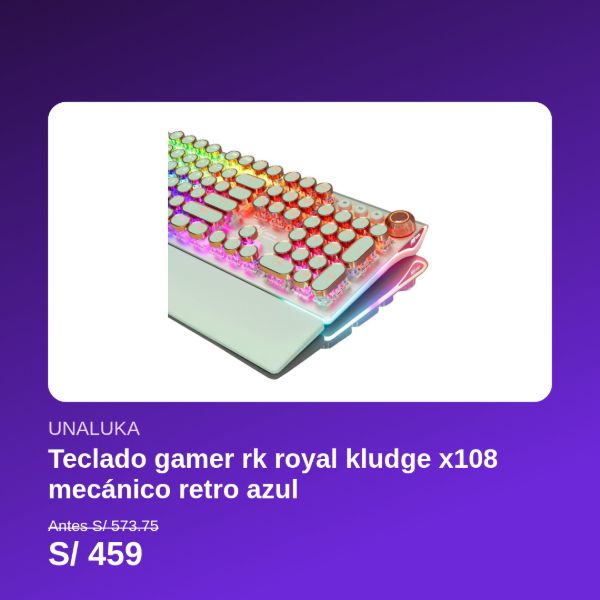 UNALUKA
Teclado gamer rk royal kludge x108
mecánico retro azul
Antes S/ 573.75
S/ 459